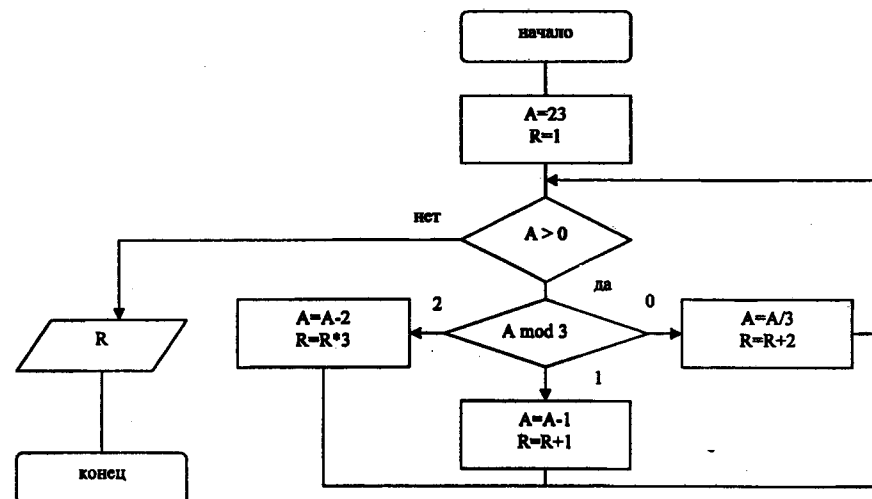 начало
A=23
R=1
нет
A > 0
да
2
0
A=A-2
R=R*3
A mod 3
A=A/3
R=R+2
R
1
A=A-1
R=R+1
конец